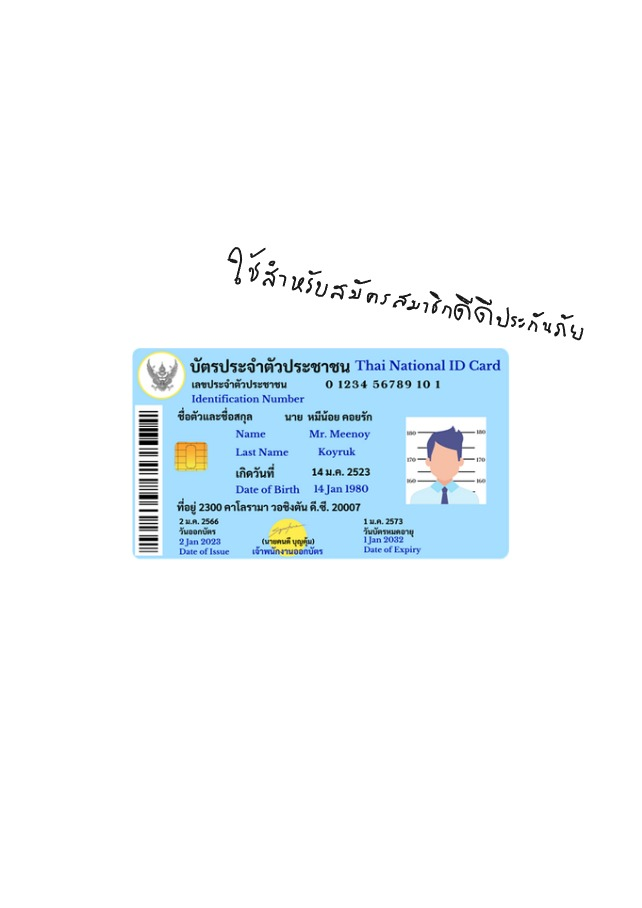 ใช้สำหรับสมัครสมาชิกดีดีประกันภัย
บัตรประจำตัวประชาชน Thai National ID Card
เลขประจำตัวประชาชน 0 1234 56789 10 1
Identification Number
ชื่อตัวและชื่อสกุล นาย หมีน้อย คอยรัก
Name Mr. Meenoy
Last Name Koyruk
เกิดวันที่ 14 ม.ค. 2523
Date of Birth 14 Jan 1980
ที่อยู่ 2300 คาโลรามา วอชิงตัน ดี.ซี. 20007
180 180
170 170
160 160
2 ม.ค. 2566
วันออกบัตร
2 Jan 2023
Date of Issue
(นายคนดี บุญคุ้ม)
เจ้าพนักงานออกบัตร
1 ม.ค. 2573
วันบัตรหมดอายุ
1 Jan 2032
Date of Expiry